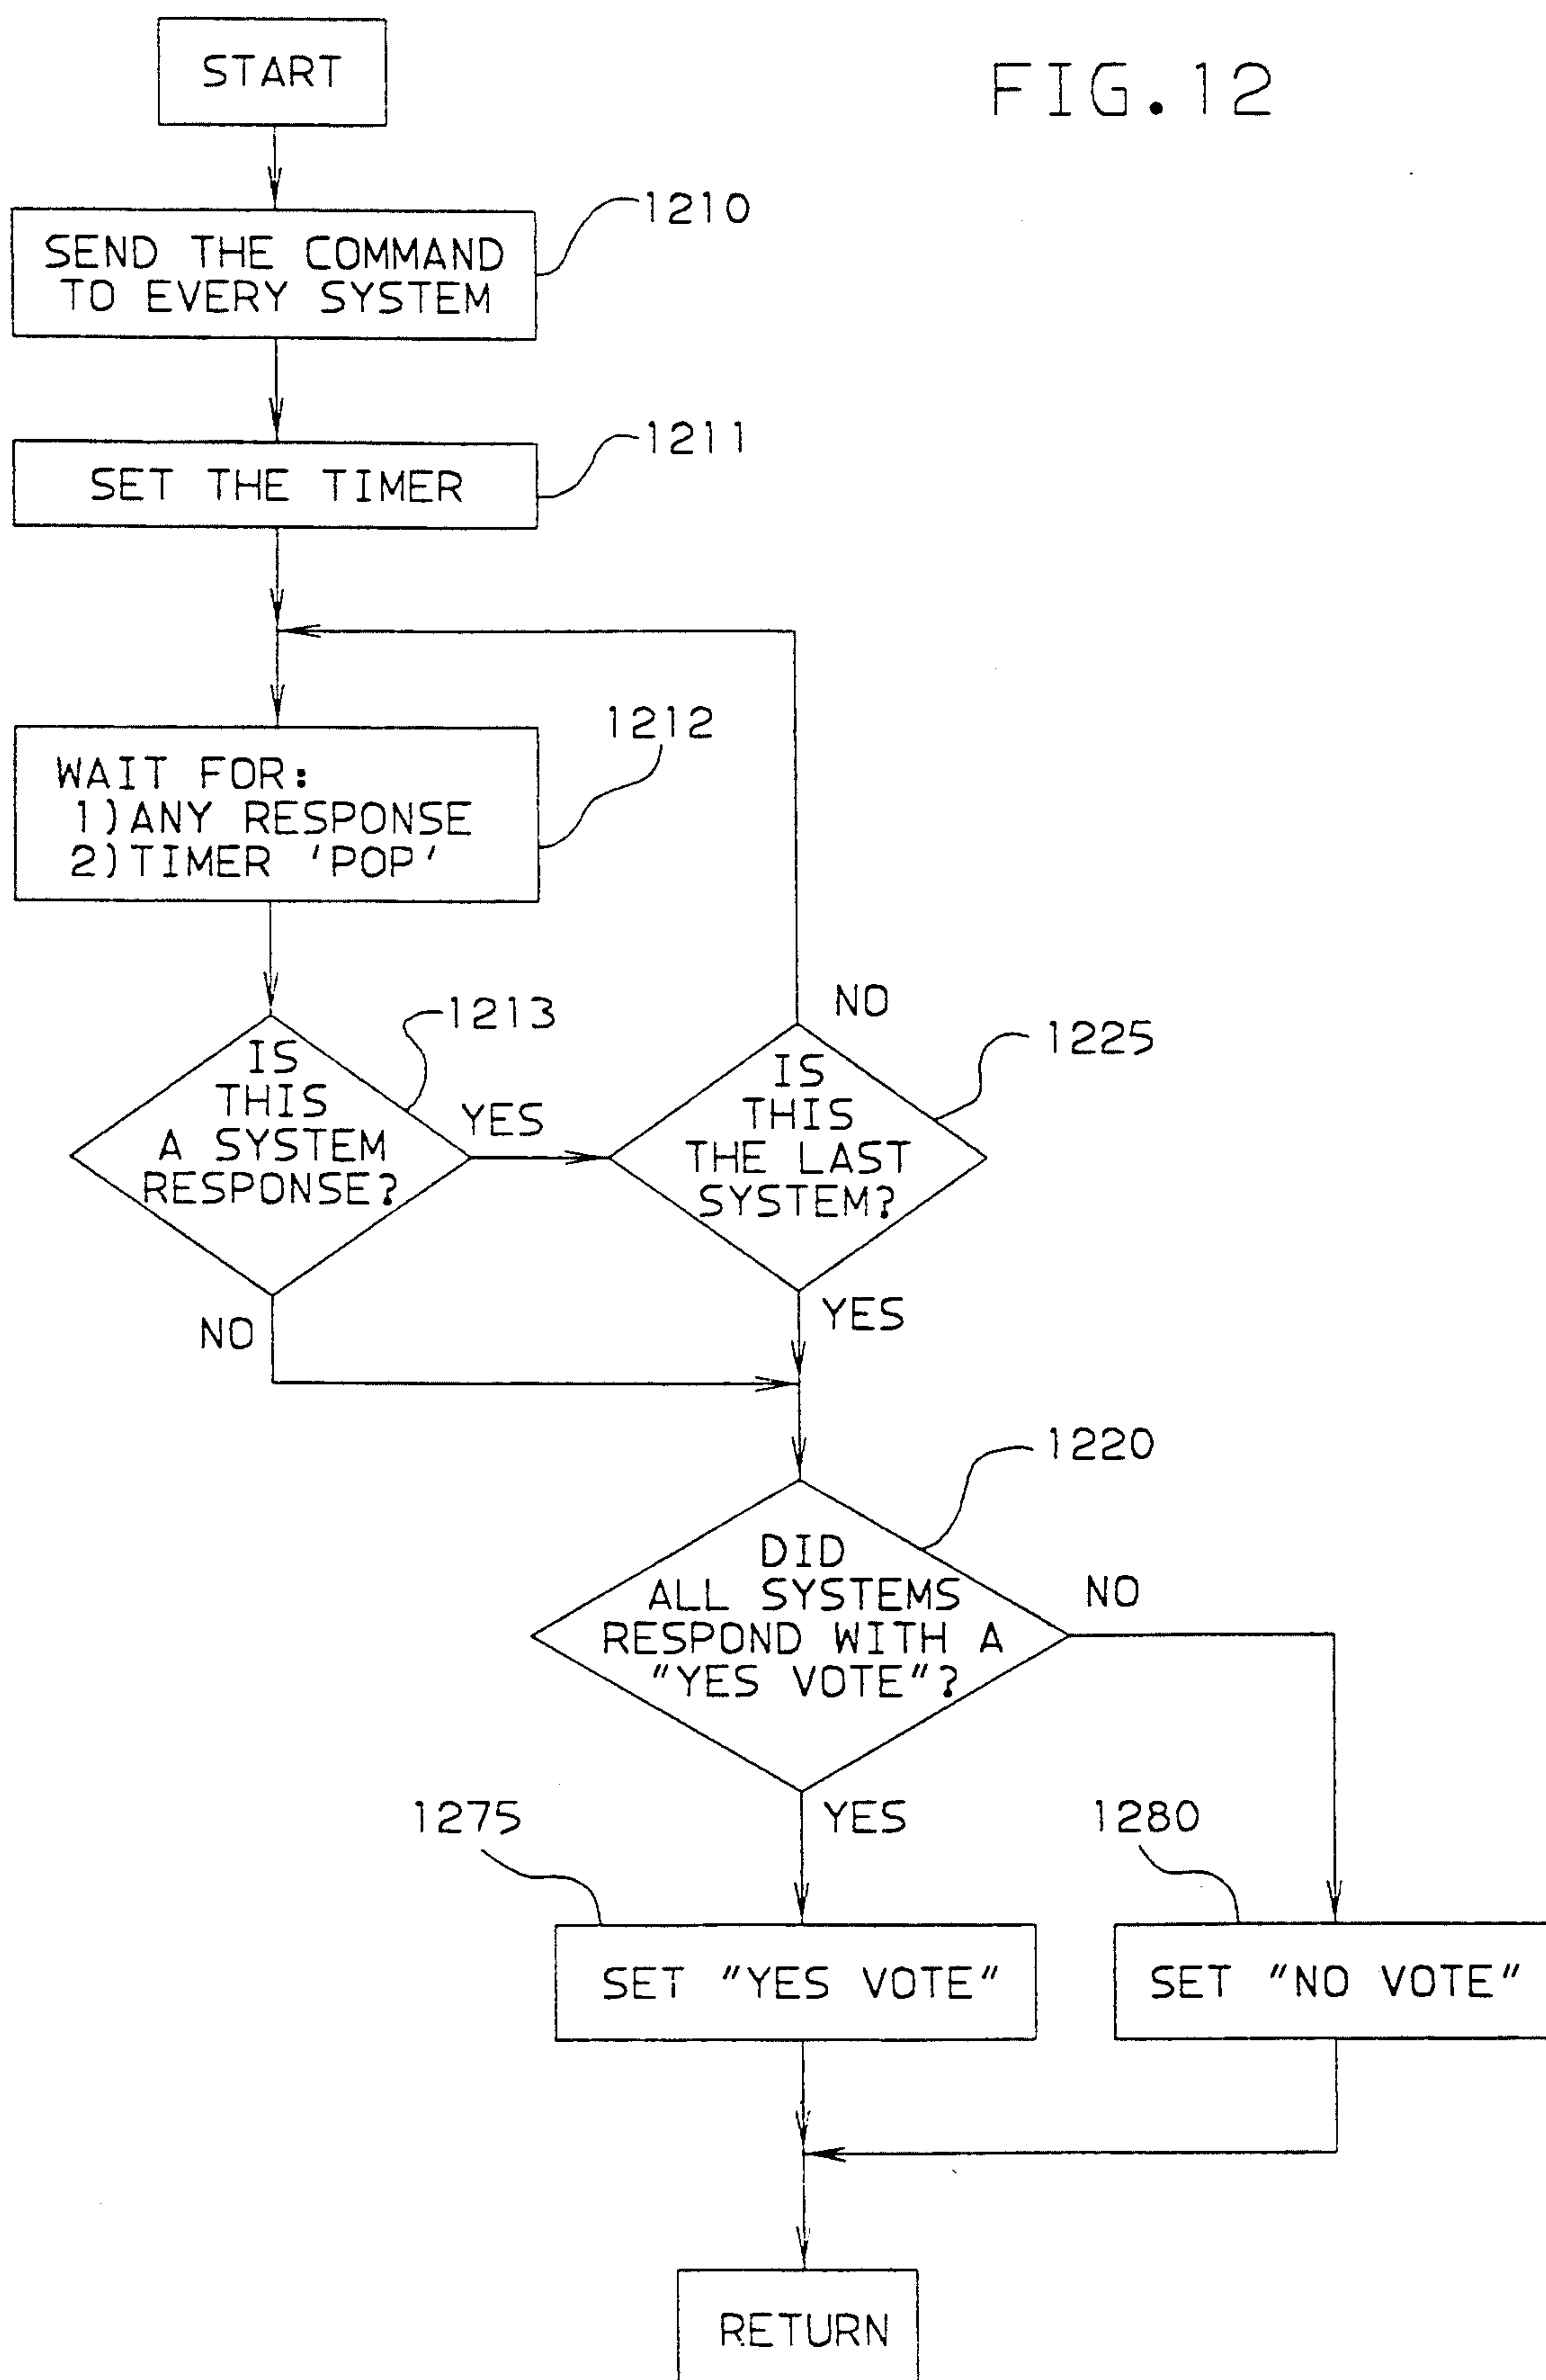 START
FIG.12
1210
SEND THE COMMAND
TO EVERY SYSTEM
1211
SET THE TIMER
1212
WAIT FOR:
1)ANY RESPONSE
2)TIMER 'POP'
NO
1213
1225
IS
THIS
A SYSTEM
RESPONSE?
YES
IS
THIS
THE LAST
SYSTEM?
NO
YES
1220
DID
ALL SYSTEMS
RESPOND WITH A
"YES VOTE"?
NO
YES
1275
1280
SET "YES VOTE"
SET "NO VOTE"
RETURN